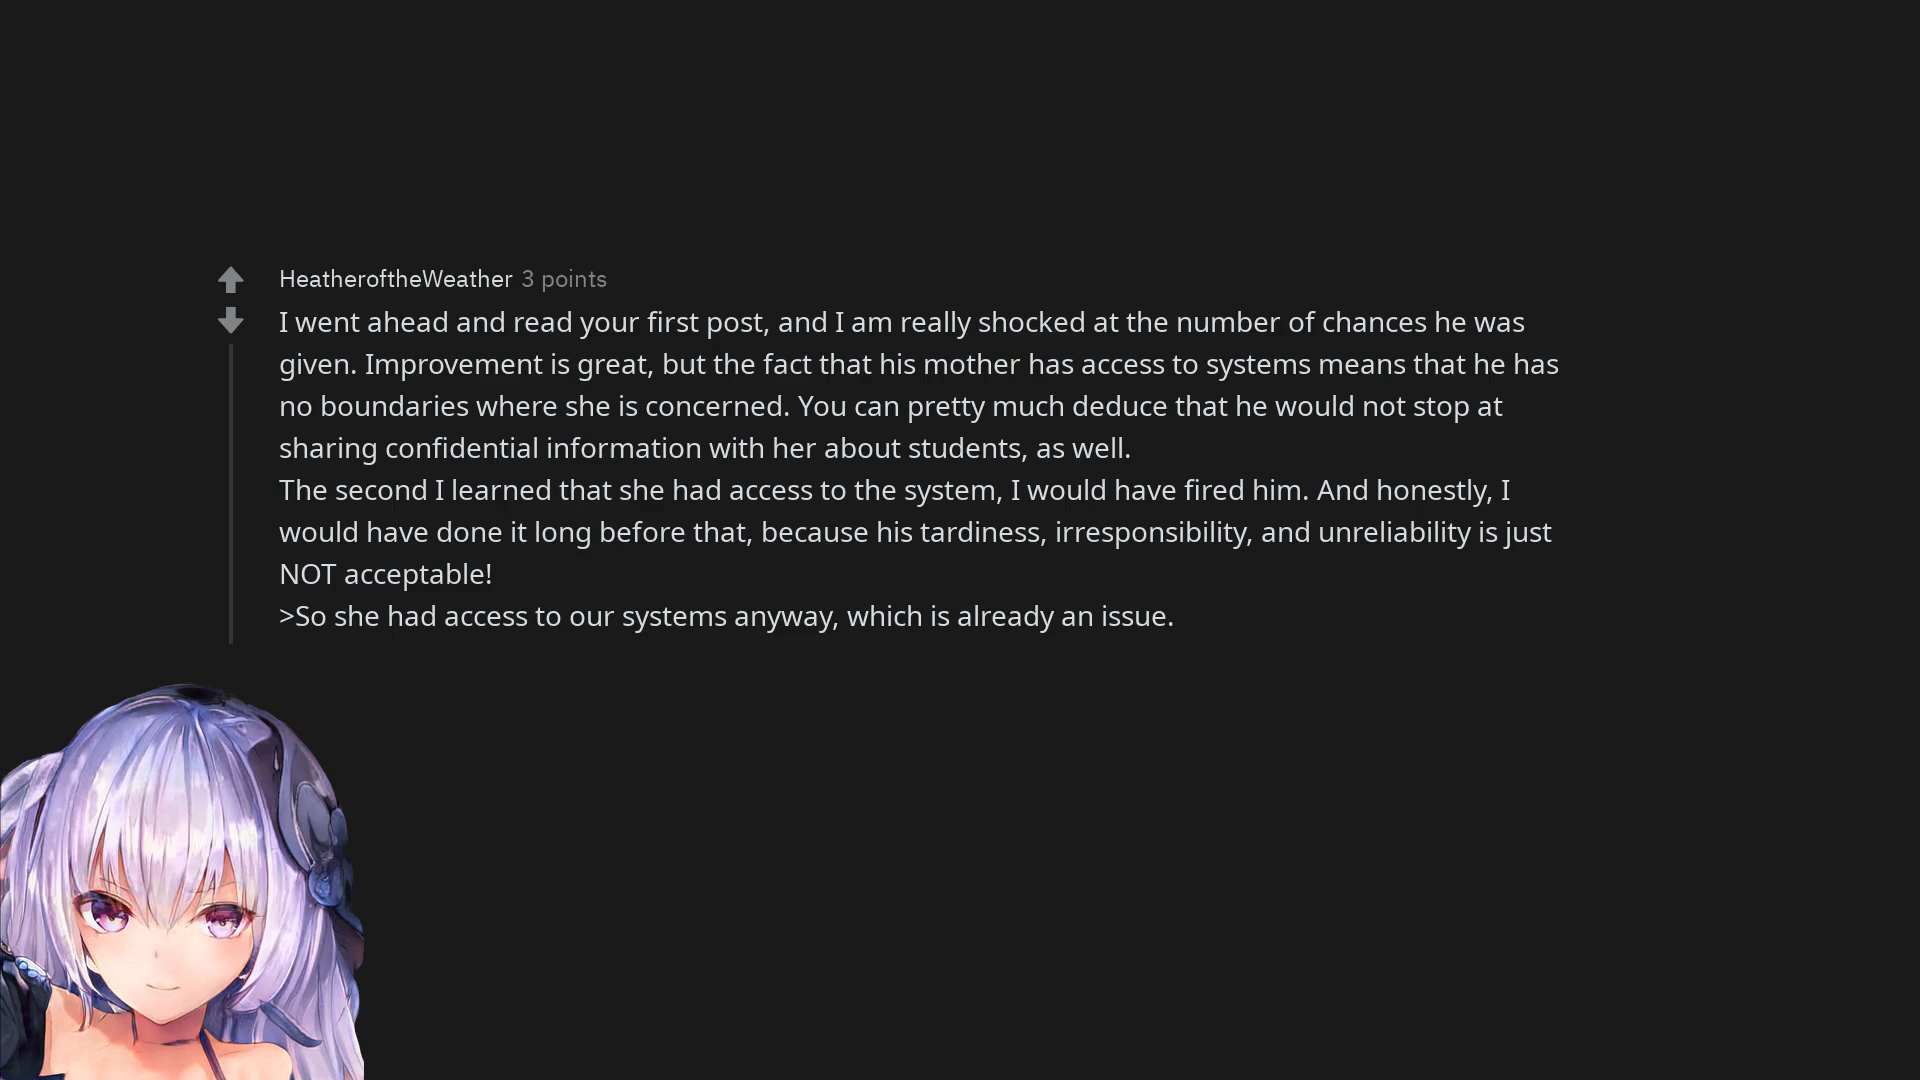 HeatheroftheWeather 3 points
I went ahead and read your first post, and I am really shocked at the number of chances he was
given. Improvement is great, but the fact that his mother has access to systems means that he has
no boundaries where she is concerned. You can pretty much deduce that he would not stop at
sharing confidential information with her about students, as well.
The second I learned that she had access to the system, I would have fired him. And honestly, I
would have done it long before that, because his tardiness, irresponsibility, and unreliability is just
NOT acceptable!
>So she had access to our systems anyway, which is already an issue.